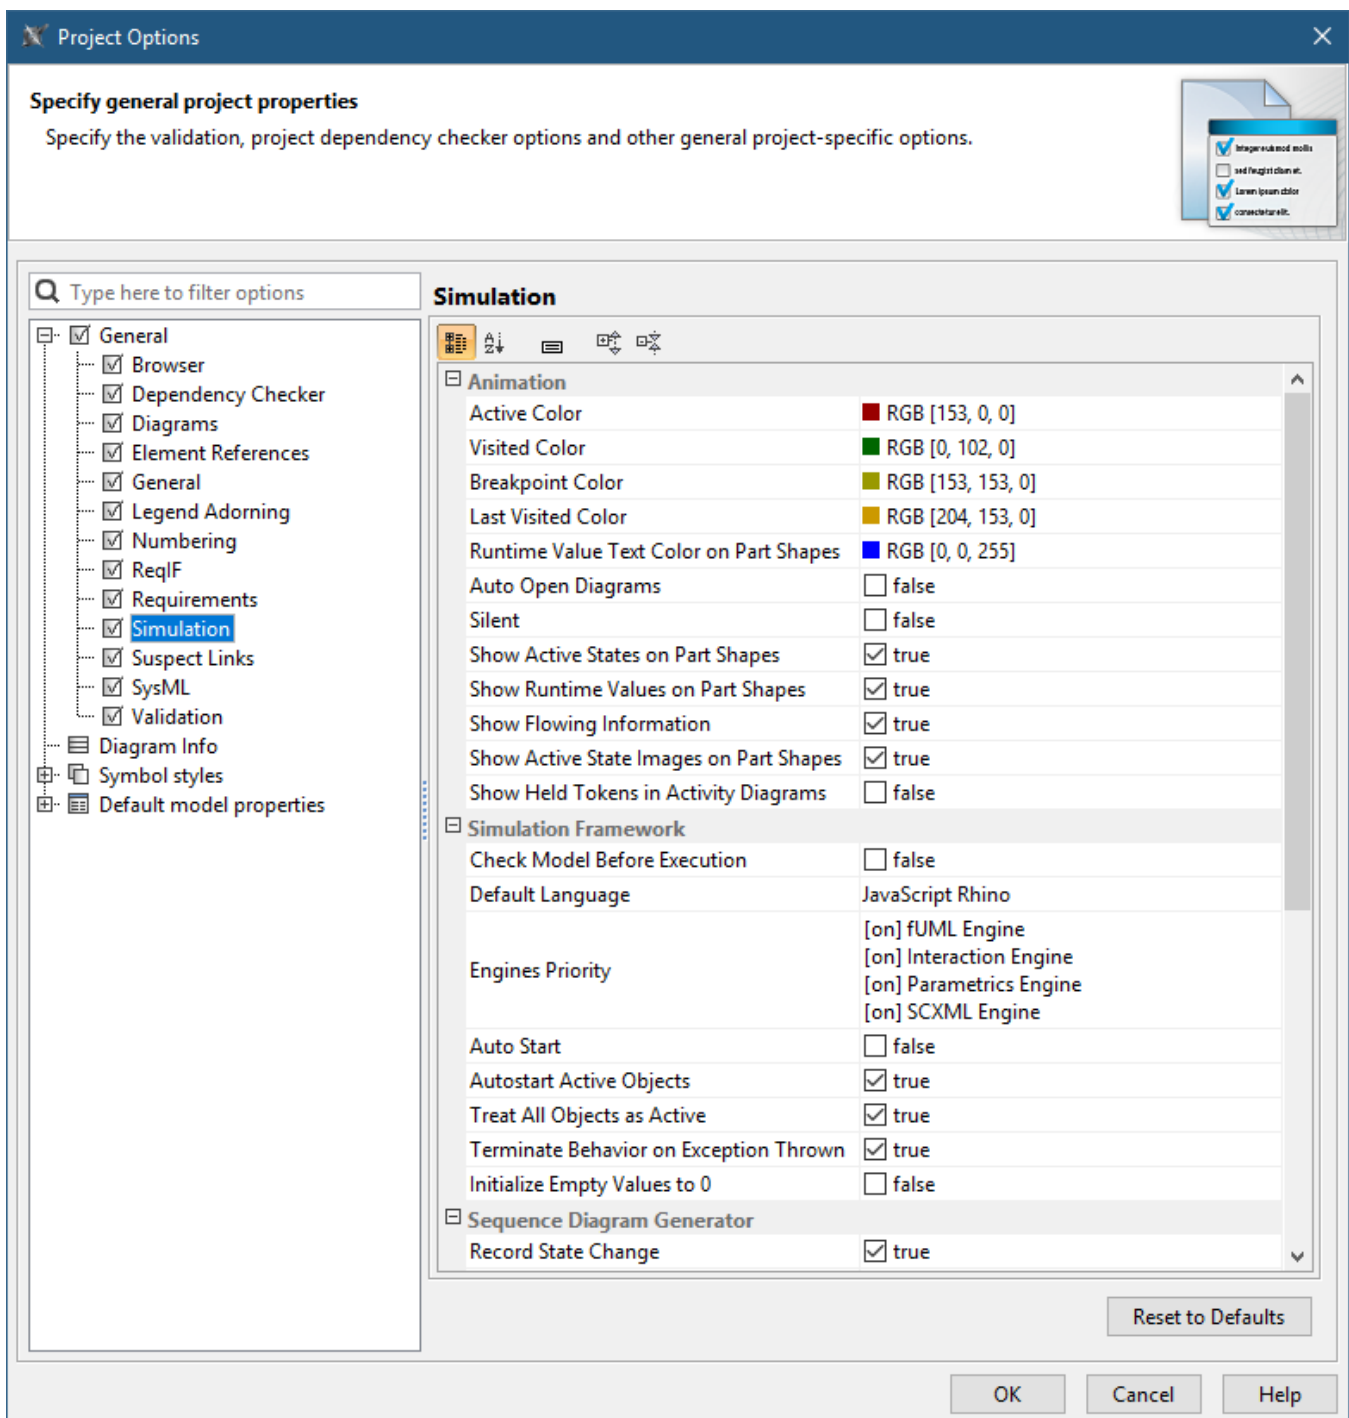 Project Options
Specify general project properties
Specify the validation, project dependency checker options and other general project-specific options.
Type here to filter options
General
Browser
Dependency Checker
Diagrams
Element References
General
Legend Adorning
Numbering
ReqIF
Requirements
Simulation
Suspect Links
SysML
Validation
Diagram Info
Symbol styles
Default model properties
Simulation
Animation
Active Color RGB [153, 0, 0]
Visited Color RGB [0, 102, 0]
Breakpoint Color RGB [153, 153, 0]
Last Visited Color RGB [204, 153, 0]
Runtime Value Text Color on Part Shapes RGB [0, 0, 255]
Auto Open Diagrams false
Silent false
Show Active States on Part Shapes true
Show Runtime Values on Part Shapes true
Show Flowing Information true
Show Active State Images on Part Shapes true
Show Held Tokens in Activity Diagrams false
Simulation Framework
Check Model Before Execution false
Default Language JavaScript Rhino
Engines Priority
[on] fUML Engine
[on] Interaction Engine
[on] Parametrics Engine
[on] SCXML Engine
Auto Start false
Autostart Active Objects true
Treat All Objects as Active true
Terminate Behavior on Exception Thrown true
Initialize Empty Values to 0 false
Sequence Diagram Generator
Record State Change true
Reset to Defaults
OK Cancel Help